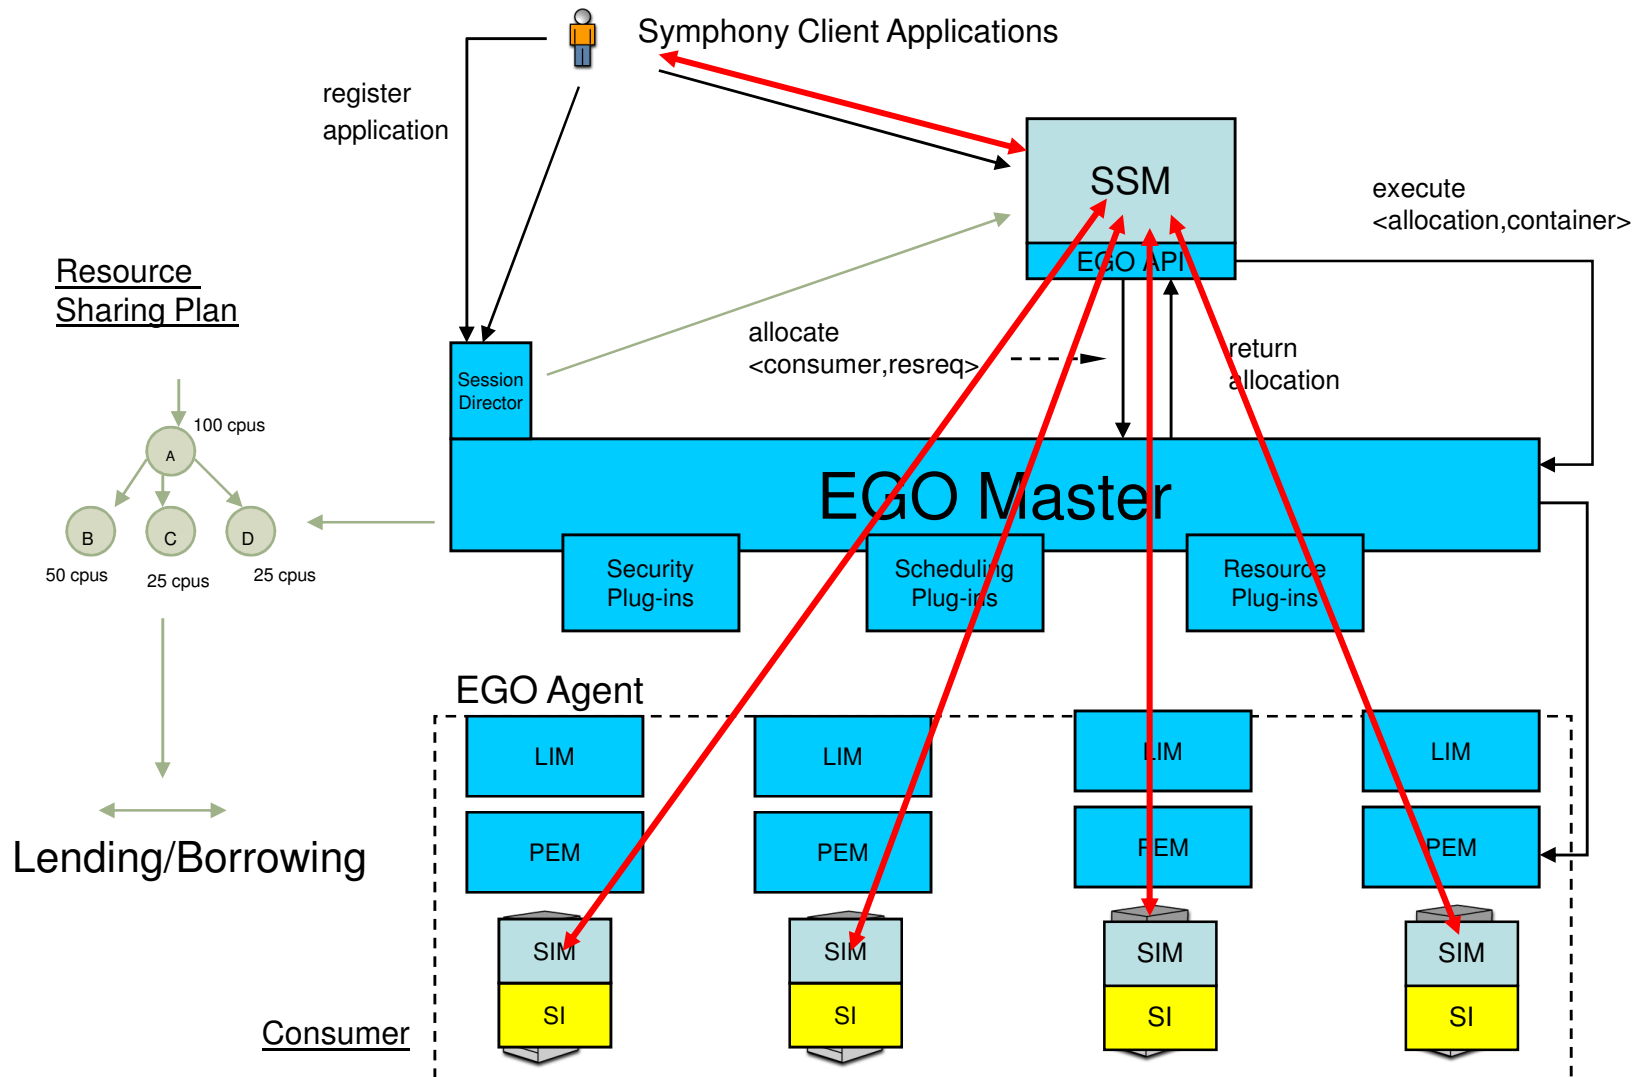 Symphony Client Applications
register
application
SSM
EGO API
execute
<allocation,container>
Resource
Sharing Plan
allocate
<consumer,resreq>
return
allocation
Session
Director
100 cpus
A
B
C
D
50 cpus
25 cpus
25 cpus
EGO Master
Security
Plug-ins
Scheduling
Plug-ins
Resource
Plug-ins
EGO Agent
LIM
LIM
LIM
LIM
Lending/Borrowing
PEM
PEM
PEM
PEM
SIM
SIM
SIM
SIM
SI
SI
SI
SI
Consumer